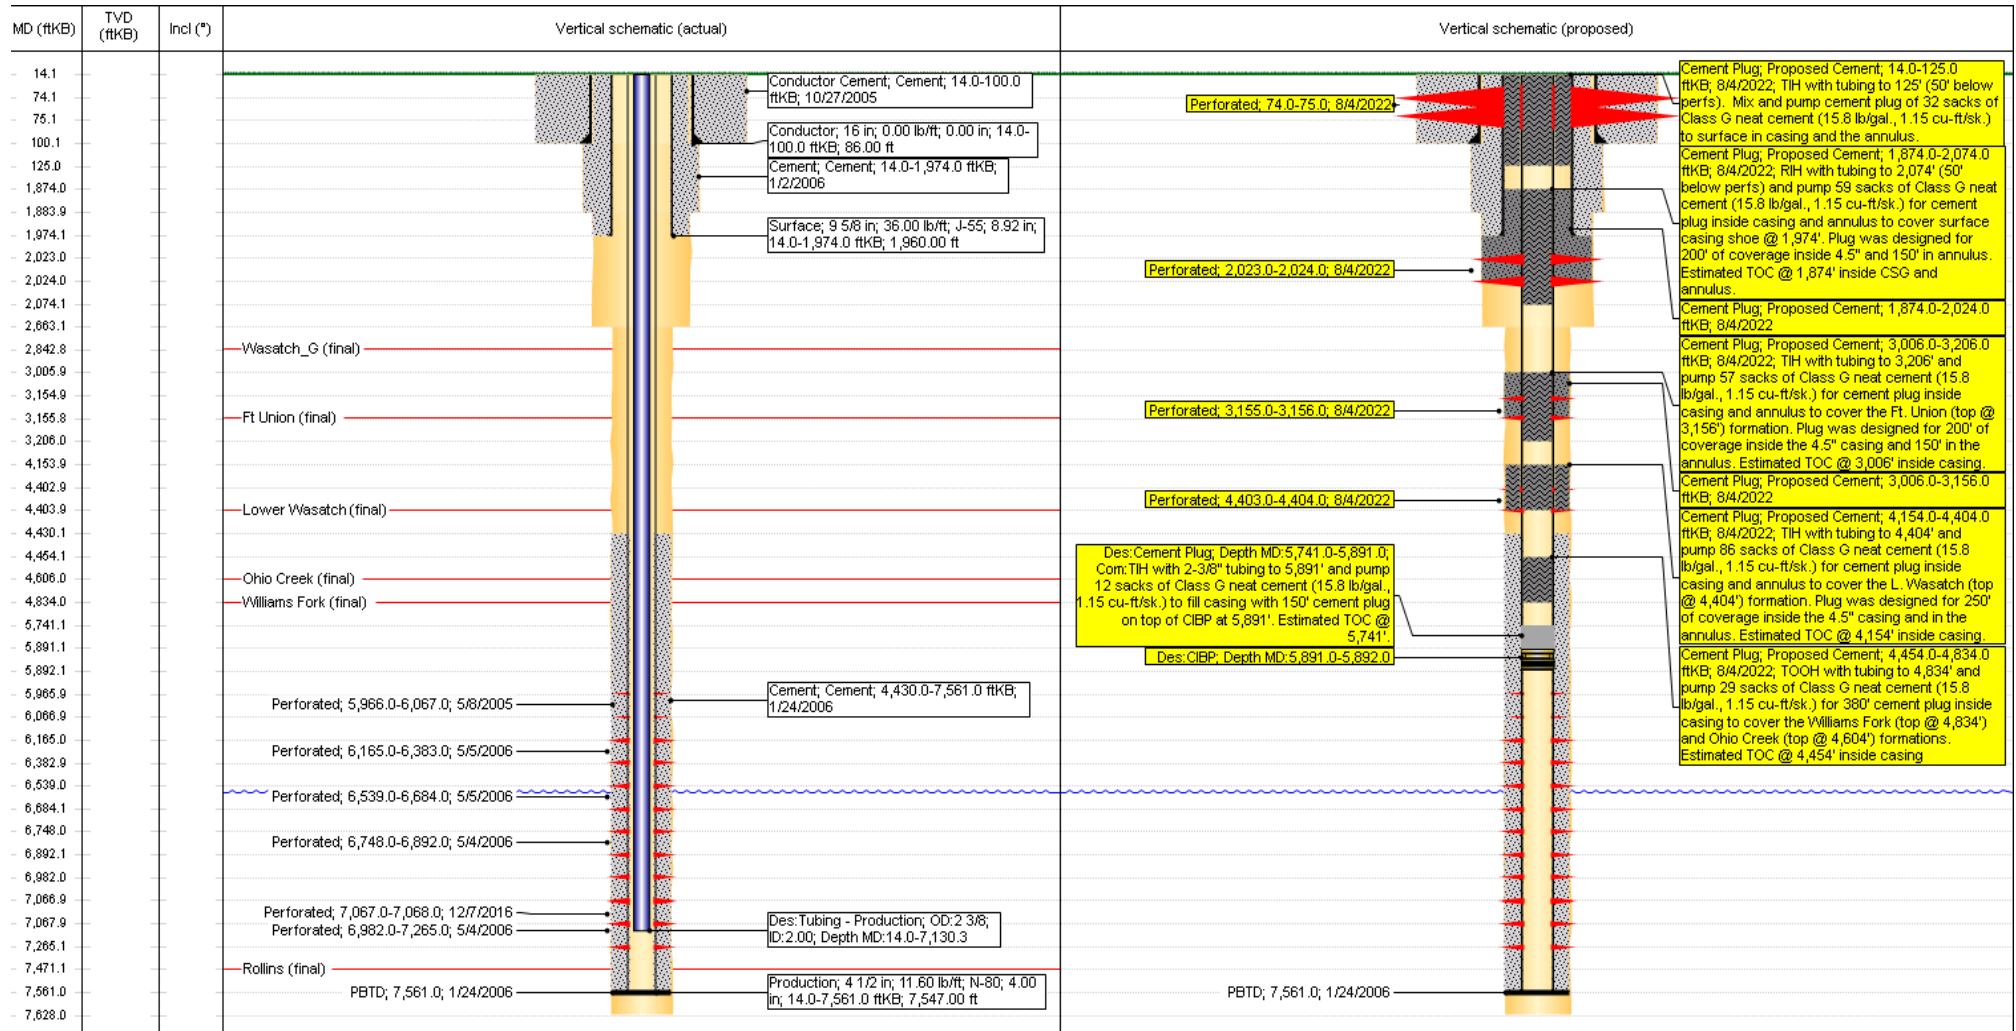 MD (ftKB)
TVD
(ftKB)
Incl (°)
Vertical schematic (actual)
Vertical schematic (proposed)
14.1
74.1
75.1
100.1
125.0
1,874.0
1,883.9
1,974.1
2,023.0
2,024.0
2,074.1
2,663.1
2,842.8
3,005.9
3,154.9
3,155.8
3,206.0
4,153.9
4,402.9
4,403.9
4,430.1
4,454.1
4,606.0
4,834.0
5,741.1
5,891.1
5,892.1
5,965.9
6,066.9
6,165.0
6,382.9
6,539.0
6,684.1
6,748.0
6,892.1
6,982.0
7,066.9
7,067.9
7,265.1
7,471.1
7,561.0
7,628.0
Conductor Cement; Cement; 14.0-100.0
ftKB; 10/27/2005
Conductor; 16 in; 0.00 lb/ft; 0.00 in; 14.0-
100.0 ftKB; 86.00 ft
Cement; Cement; 14.0-1,974.0 ftKB;
1/2/2006
Surface; 9 5/8 in; 36.00 lb/ft; J-55; 8.92 in;
14.0-1,974.0 ftKB; 1,960.00 ft
Wasatch_G (final)
Ft Union (final)
Lower Wasatch (final)
Ohio Creek (final)
Williams Fork (final)
Cement; Cement; 4,430.0-7,561.0 ftKB;
1/24/2006
Perforated; 5,966.0-6,067.0; 5/8/2005
Perforated; 6,165.0-6,383.0; 5/5/2006
Perforated; 6,539.0-6,684.0; 5/5/2006
Perforated; 6,748.0-6,892.0; 5/4/2006
Perforated; 7,067.0-7,068.0; 12/7/2016
Perforated; 6,982.0-7,265.0; 5/4/2006
Des:Tubing - Production; OD:2 3/8;
ID:2.00; Depth MD:14.0-7,130.3
Rollins (final)
Production; 4 1/2 in; 11.60 lb/ft; N-80; 4.00
in; 14.0-7,561.0 ftKB; 7,547.00 ft
PBTD; 7,561.0; 1/24/2006
Perforated; 74.0-75.0; 8/4/2022
Perforated; 2,023.0-2,024.0; 8/4/2022
Perforated; 3,155.0-3,156.0; 8/4/2022
Perforated; 4,403.0-4,404.0; 8/4/2022
Des:Cement Plug; Depth MD:5,741.0-5,891.0;
Com:TIH with 2-3/8" tubing to 5,891' and pump
12 sacks of Class G neat cement (15.8 lb/gal.,
1.15 cu-ft/sk.) to fill casing with 150' cement plug
on top of CIBP at 5,891'. Estimated TOC @
5,741'.
Des:CIBP; Depth MD:5,891.0-5,892.0
PBTD; 7,561.0; 1/24/2006
Cement Plug; Proposed Cement; 14.0-125.0
ftKB; 8/4/2022; TIH with tubing to 125' (50' below
perfs).  Mix and pump cement plug of 32 sacks of
Class G neat cement (15.8 lb/gal., 1.15 cu-ft/sk.)
to surface in casing and the annulus.
Cement Plug; Proposed Cement; 1,874.0-2,074.0
ftKB; 8/4/2022; RIH with tubing to 2,074' (50'
below perfs) and pump 59 sacks of Class G neat
cement (15.8 lb/gal., 1.15 cu-ft/sk.) for cement
plug inside casing and annulus to cover surface
casing shoe @ 1,974'. Plug was designed for
200' of coverage inside 4.5" and 150' in annulus.
Estimated TOC @ 1,874' inside CSG and
annulus.
Cement Plug; Proposed Cement; 1,874.0-2,024.0
ftKB; 8/4/2022
Cement Plug; Proposed Cement; 3,006.0-3,206.0
ftKB; 8/4/2022; TIH with tubing to 3,206' and
pump 57 sacks of Class G neat cement (15.8
lb/gal., 1.15 cu-ft/sk.) for cement plug inside
casing and annulus to cover the Ft. Union (top @
3,156') formation. Plug was designed for 200' of
coverage inside the 4.5" casing and 150' in the
annulus. Estimated TOC @ 3,006' inside casing.
Cement Plug; Proposed Cement; 3,006.0-3,156.0
ftKB; 8/4/2022
Cement Plug; Proposed Cement; 4,154.0-4,404.0
ftKB; 8/4/2022; TIH with tubing to 4,404' and
pump 86 sacks of Class G neat cement (15.8
lb/gal., 1.15 cu-ft/sk.) for cement plug inside
casing and annulus to cover the L. Wasatch (top
@ 4,404') formation. Plug was designed for 250'
of coverage inside the 4.5" casing and in the
annulus. Estimated TOC @ 4,154' inside casing.
Cement Plug; Proposed Cement; 4,454.0-4,834.0
ftKB; 8/4/2022; TOOH with tubing to 4,834' and
pump 29 sacks of Class G neat cement (15.8
lb/gal., 1.15 cu-ft/sk.) for 380' cement plug inside
casing to cover the Williams Fork (top @ 4,834')
and Ohio Creek (top @ 4,604') formations.
Estimated TOC @ 4,454' inside casing